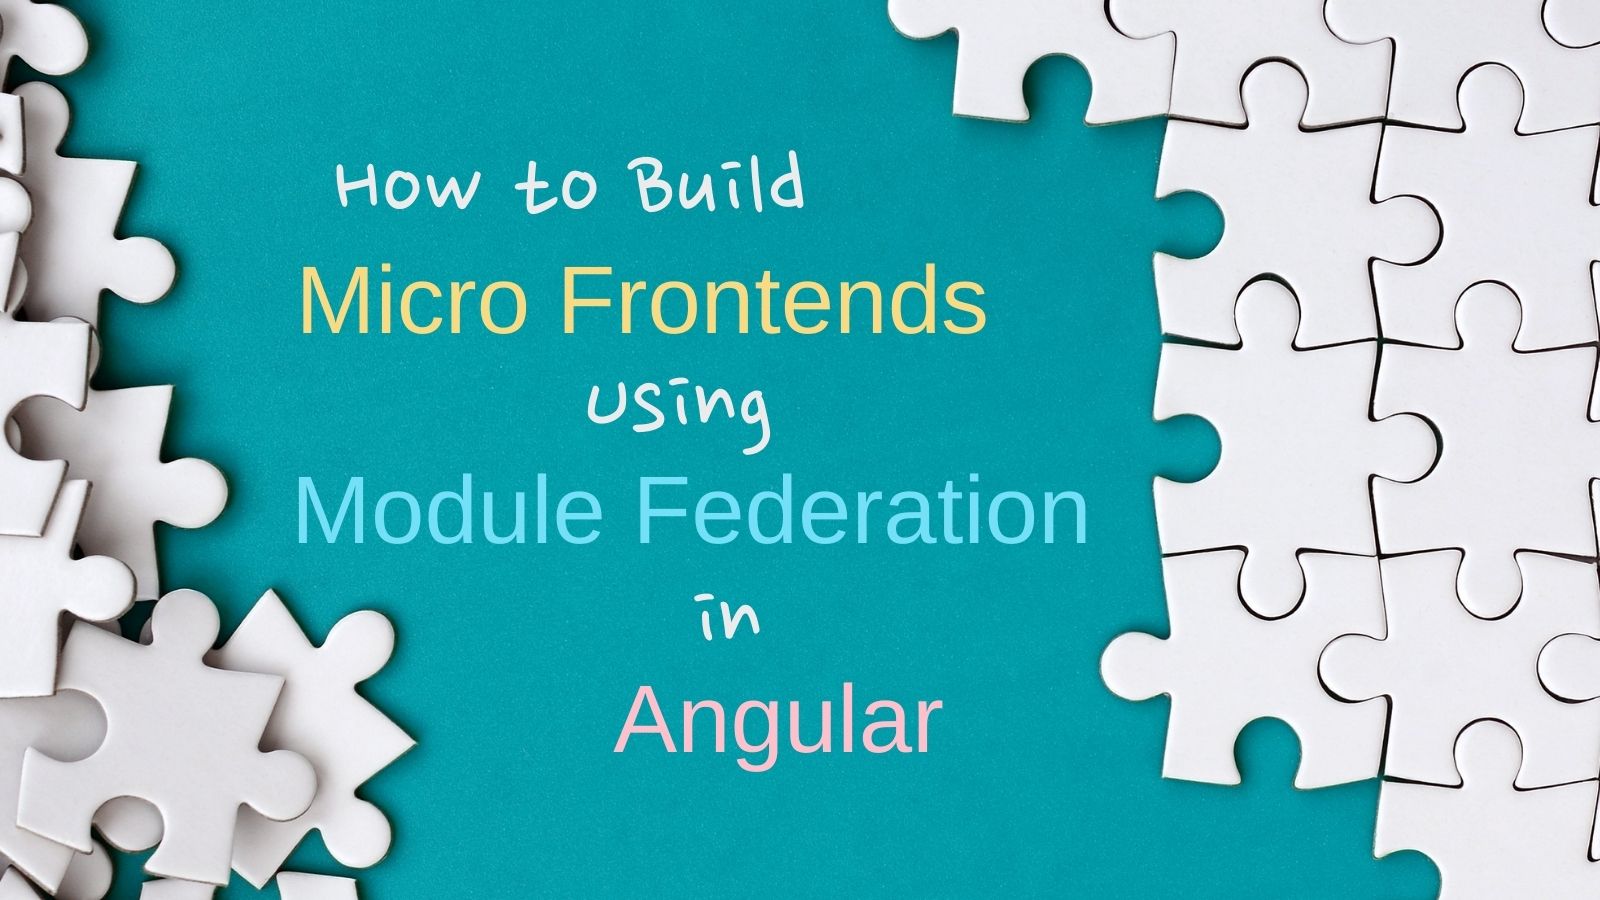 How to Build
Micro Frontends
Using
Module Federation
in
Angular